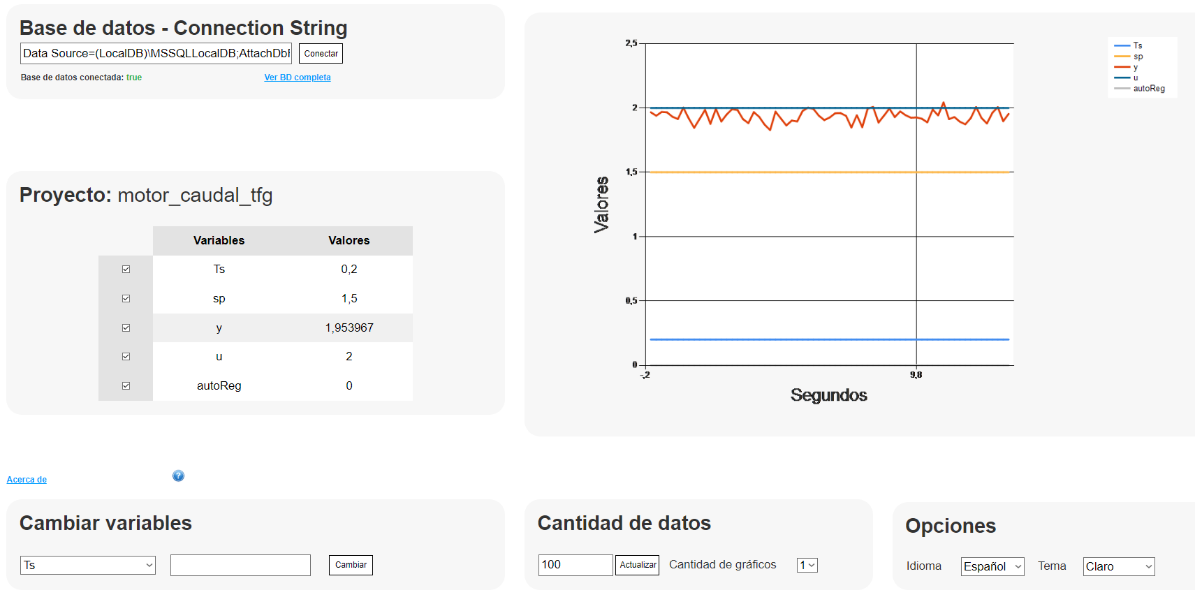 Base de datos - Connection String
Data Source=(LocalDB)\MSSQLLocalDB;AttachDbF
Conectar
Base de datos conectada: true
Ver BD completa
Proyecto: motor_caudal_tfg
Variables Valores
Ts 0,2
sp 1,5
y 1,953967
u 2
autoReg 0
2,5
2
1,5
1
0,5
0
-,2
9,8
Valores
Segundos
Ts
sp
y
u
autoReg
Acerca de
?
Cambiar variables
Ts
Cambiar
Cantidad de datos
100
Actualizar
Cantidad de gráficos
1
Opciones
Idioma
Español
Tema
Claro